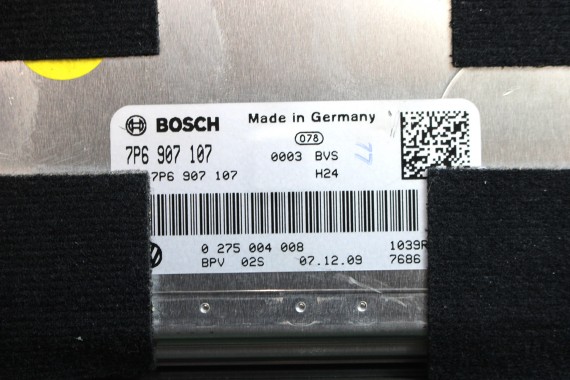 BOSCH Made in Germany
078
7P6 907 107 0003 BVS 77
7P6 907 107 H24
0 275 004 008 1039R
BPV 02S 07.12.09 7686